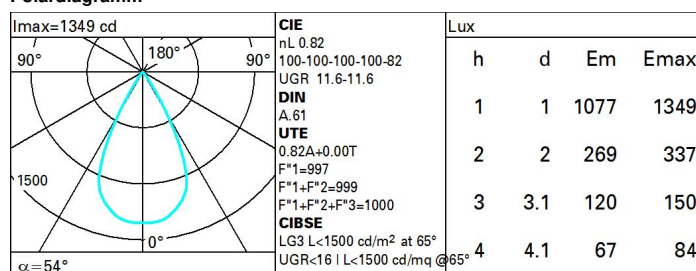 Imax=1349 cd
90° 180° 90°
1500
0°
α=54°
CIE
nL 0.82
100-100-100-100-82
UGR 11.6-11.6
DIN
A.61
UTE
0.82A+0.00T
F"1=997
F"1+F"2=999
F"1+F"2+F"3=1000
CIBSE
LG3 L<1500 cd/m² at 65°
UGR<16 | L<1500 cd/mq @65°
Lux
h d Em Emax
1 1 1077 1349
2 2 269 337
3 3.1 120 150
4 4.1 67 84